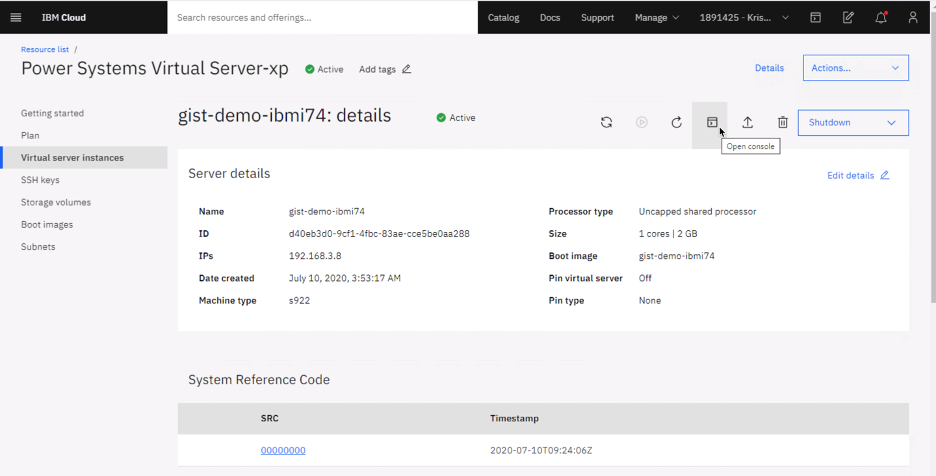 IBM Cloud
Search resources and offerings...
Catalog
Docs
Support
Manage
1891425 - Kris...
Resource list /
Power Systems Virtual Server-xp
Active
Add tags
Details
Actions...
Getting started
Plan
Virtual server instances
SSH keys
Storage volumes
Boot images
Subnets
gist-demo-ibmi74: details
Active
Shutdown
Open console
Server details
Edit details
Name gist-demo-ibmi74
ID d40eb3d0-9cf1-4fbc-83ae-cce5be0aa288
IPs 192.168.3.8
Date created July 10, 2020, 3:53:17 AM
Machine type s922
Processor type Uncapped shared processor
Size 1 cores | 2 GB
Boot image gist-demo-ibmi74
Pin virtual server Off
Pin type None
System Reference Code
SRC Timestamp
00000000 2020-07-10T09:24:06Z